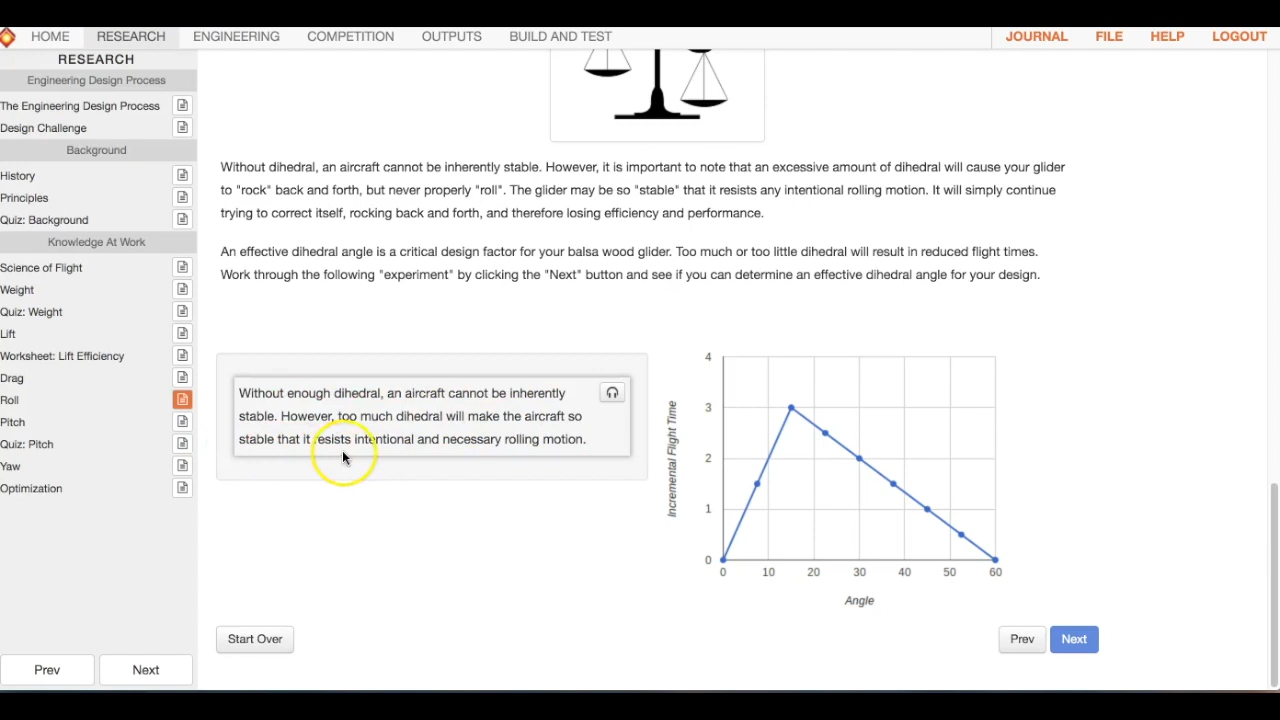 HOME RESEARCH ENGINEERING COMPETITION OUTPUTS BUILD AND TEST JOURNAL FILE HELP LOGOUT
RESEARCH
Engineering Design Process
The Engineering Design Process
Design Challenge
Background
History
Principles
Quiz: Background
Knowledge At Work
Science of Flight
Weight
Quiz: Weight
Lift
Worksheet: Lift Efficiency
Drag
Roll
Pitch
Quiz: Pitch
Yaw
Optimization
Prev Next
Without dihedral, an aircraft cannot be inherently stable. However, it is important to note that an excessive amount of dihedral will cause your glider
to "rock" back and forth, but never properly "roll". The glider may be so "stable" that it resists any intentional rolling motion. It will simply continue
trying to correct itself, rocking back and forth, and therefore losing efficiency and performance.
An effective dihedral angle is a critical design factor for your balsa wood glider. Too much or too little dihedral will result in reduced flight times.
Work through the following "experiment" by clicking the "Next" button and see if you can determine an effective dihedral angle for your design.
Without enough dihedral, an aircraft cannot be inherently
stable. However, too much dihedral will make the aircraft so
stable that it resists intentional and necessary rolling motion.
Incremental Flight Time
4
3
2
1
0
0 10 20 30 40 50 60
Angle
Start Over Prev Next